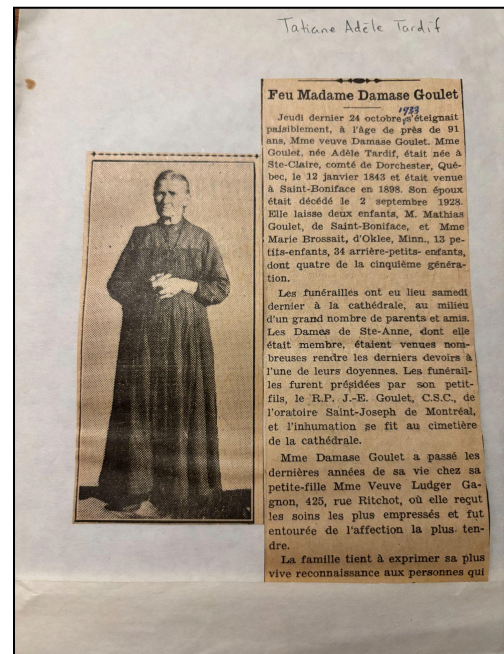 Tatiane Adèle Tardif
Feu Madame Damase Goulet
1933
Jeudi dernier 24 octobre, s'éteignait
paisiblement, à l'âge de près de 91
ans, Mme veuve Damase Goulet. Mme
Goulet, née Adèle Tardif, était née à
Ste-Claire, comté de Dorchester, Qué-
bec, le 12 janvier 1843 et était venue
à Saint-Boniface en 1898. Son époux
était décédé le 2 septembre 1928.
Elle laisse deux enfants, M. Mathias
Goulet, de Saint-Boniface, et Mme
Marie Brossait, d'Oklee, Minn., 13 pe-
tits-enfants, 34 arrière-petits- enfants,
dont quatre de la cinquième généra-
tion.
Les funérailles ont eu lieu samedi
dernier à la cathédrale, au milieu
d'un grand nombre de parents et amis.
Les Dames de Ste-Anne, dont elle
était membre, étaient venues nom-
breuses rendre les derniers devoirs à
l'une de leurs doyennes. Les funérail-
les furent présidées par son petit-
fils, le R.P. J.-E. Goulet, C.S.C., de
l'oratoire Saint-Joseph de Montréal,
et l'inhumation se fit au cimetière
de la cathédrale.
Mme Damase Goulet a passé les
dernières années de sa vie chez sa
petite-fille Mme Veuve Ludger Ga-
gnon, 425, rue Ritchot, où elle reçut
les soins les plus empressés et fut
entourée de l'affection la plus ten-
dre.
La famille tient à exprimer sa plus
vive reconnaissance aux personnes qui